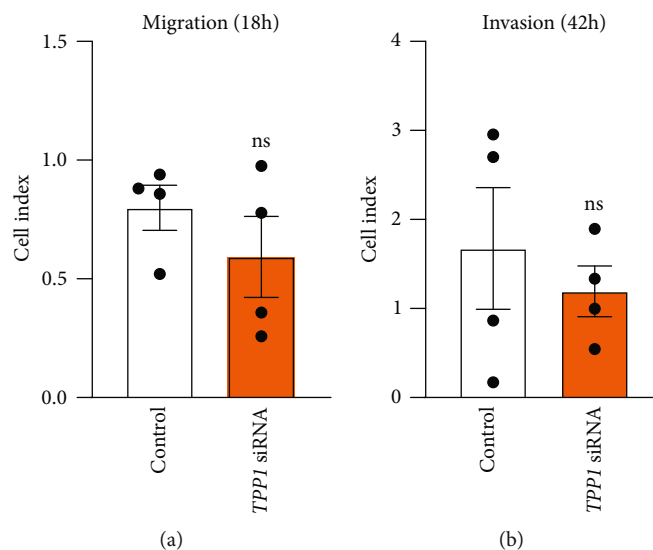 Migration (18h)
Cell index
1.5
1.0
0.5
0.0
ns
Control
TPP1 siRNA
(a)
Invasion (42h)
Cell index
4
3
2
1
0
ns
Control
TPP1 siRNA
(b)